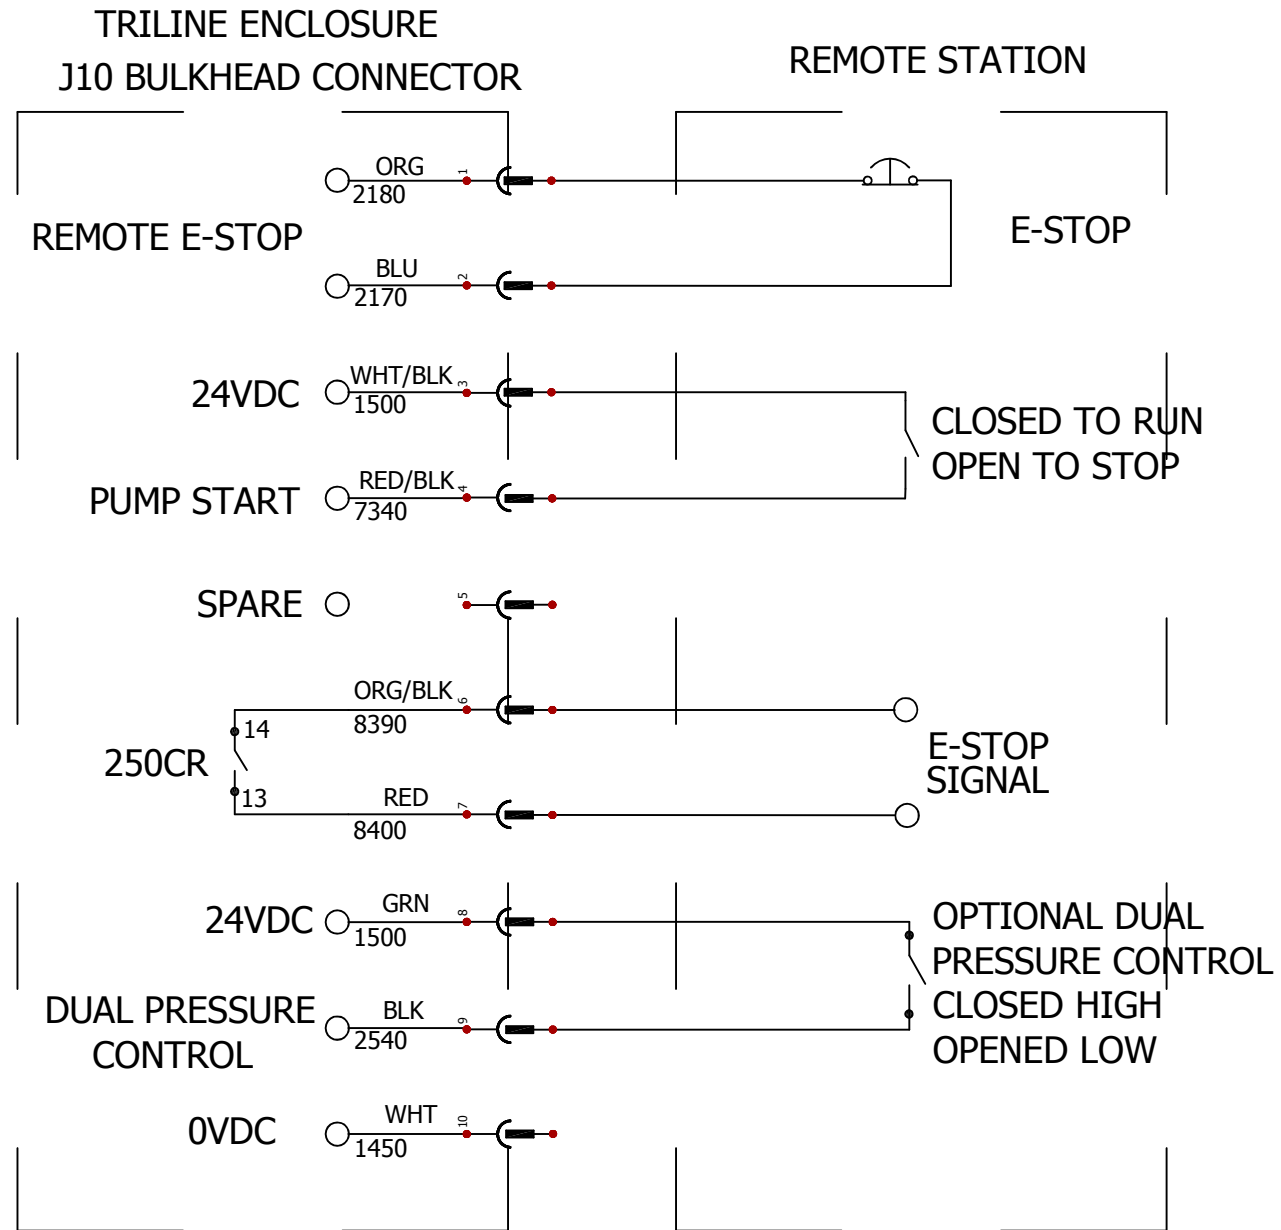 TRILINE ENCLOSURE
J10 BULKHEAD CONNECTOR
REMOTE STATION
ORG
1
2180
REMOTE E-STOP
E-STOP
BLU
2
2170
24VDC
WHT/BLK
3
1500
CLOSED TO RUN
OPEN TO STOP
PUMP START
RED/BLK
4
7340
SPARE
5
ORG/BLK
6
8390
14
250CR
13
E-STOP
SIGNAL
RED
7
8400
24VDC
GRN
8
1500
OPTIONAL DUAL
PRESSURE CONTROL
CLOSED HIGH
OPENED LOW
DUAL PRESSURE
CONTROL
BLK
9
2540
0VDC
WHT
10
1450